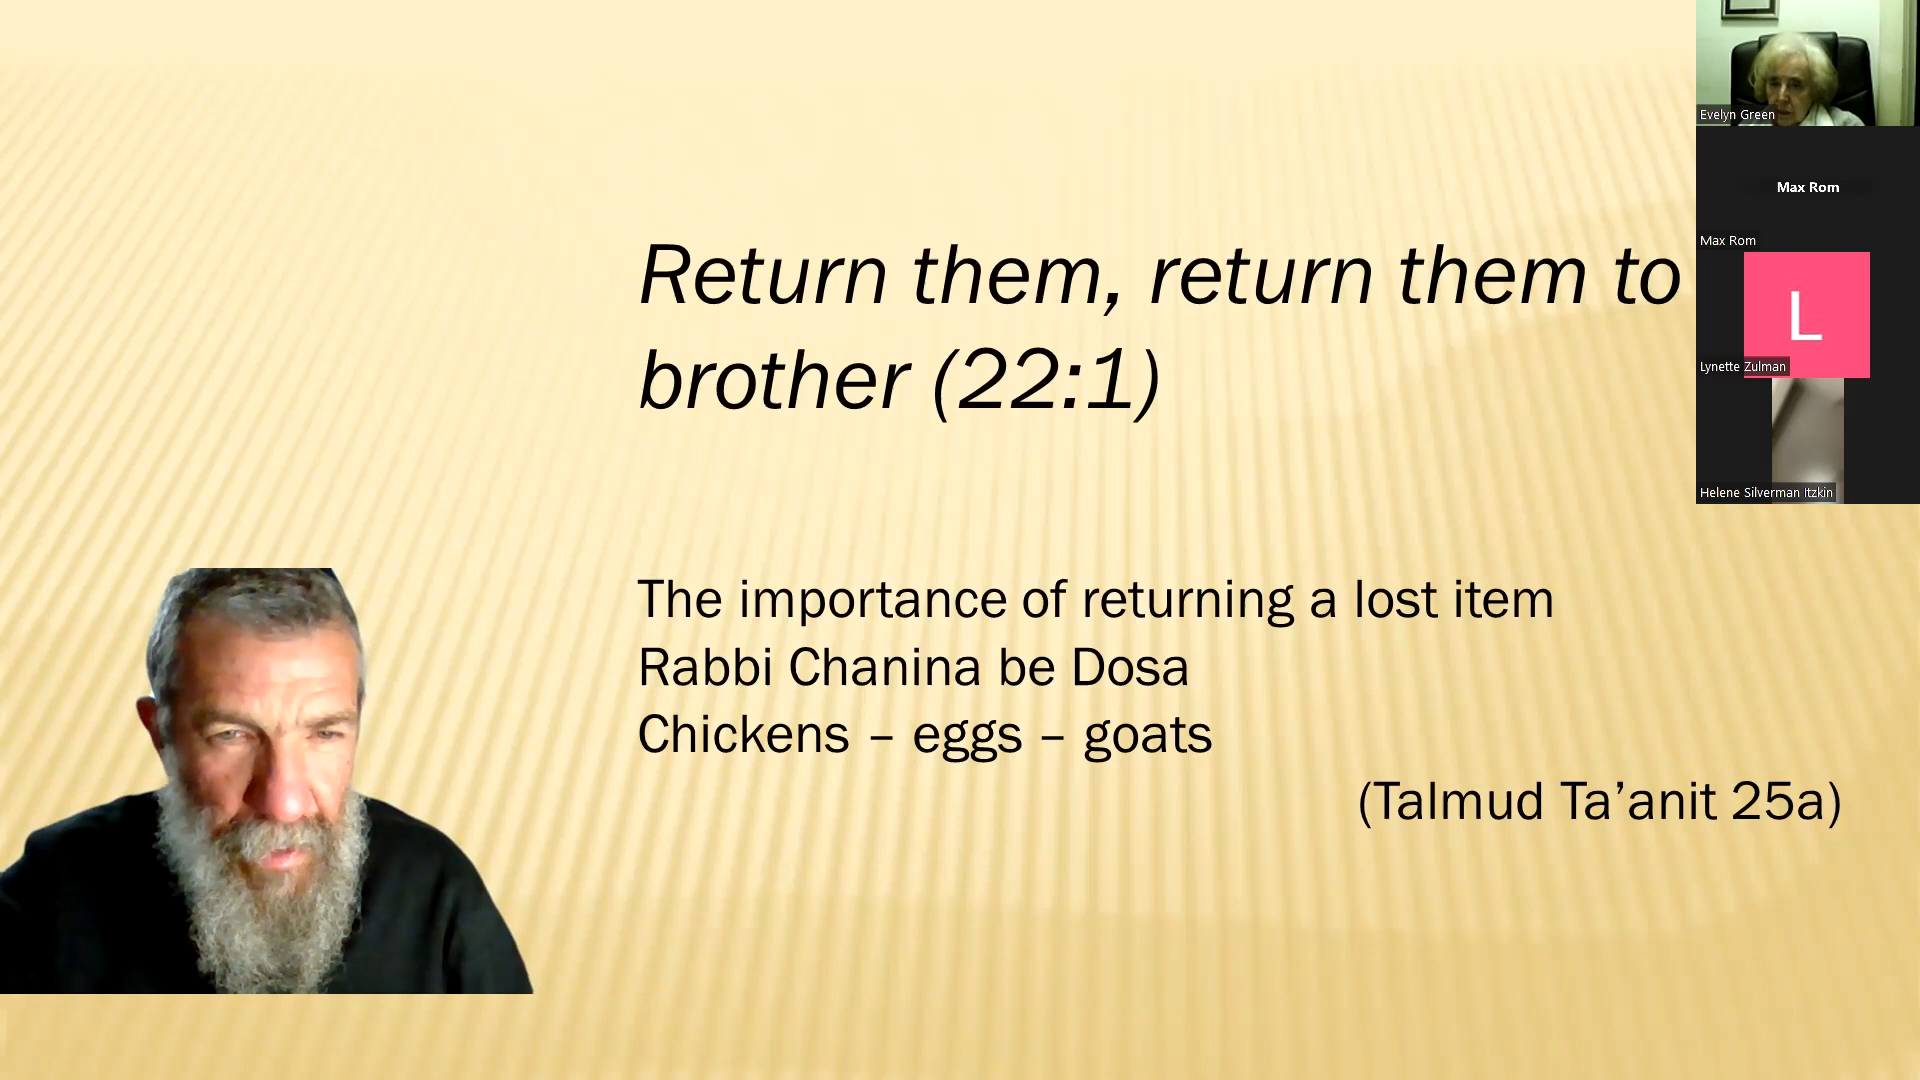 Return them, return them to
brother (22:1)
The importance of returning a lost item
Rabbi Chanina be Dosa
Chickens – eggs – goats
(Talmud Ta’anit 25a)
Evelyn Green
Max Rom
Max Rom
L
Lynette Zulman
Helene Silverman Itzkin